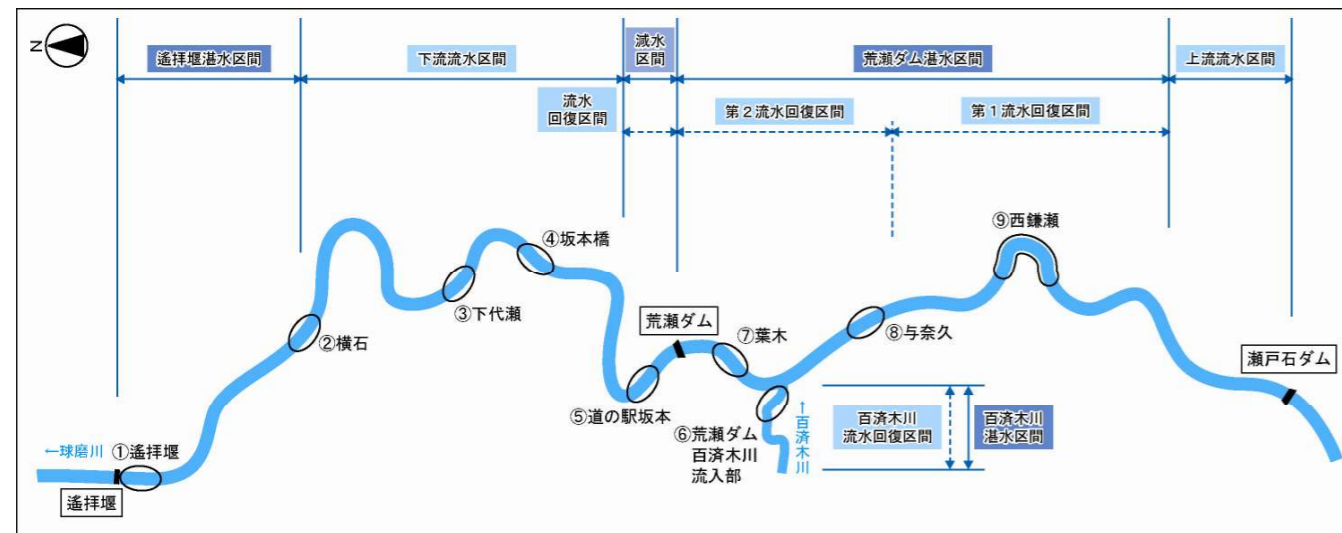 N
遙拝堰湛水区間
下流流水区間
減水
区間
荒瀬ダム湛水区間
上流流水区間
流水
回復区間
第2流水回復区間
第1流水回復区間
⑨西鎌瀬
④坂本橋
③下代瀬
②横石
荒瀬ダム
⑦葉木
⑧与奈久
瀬戸石ダム
⑤道の駅坂本
⑥荒瀬ダム
百済木川
流入部
↑百済木川
百済木川
流水回復区間
百済木川
湛水区間
←球磨川
①遙拝堰
遙拝堰